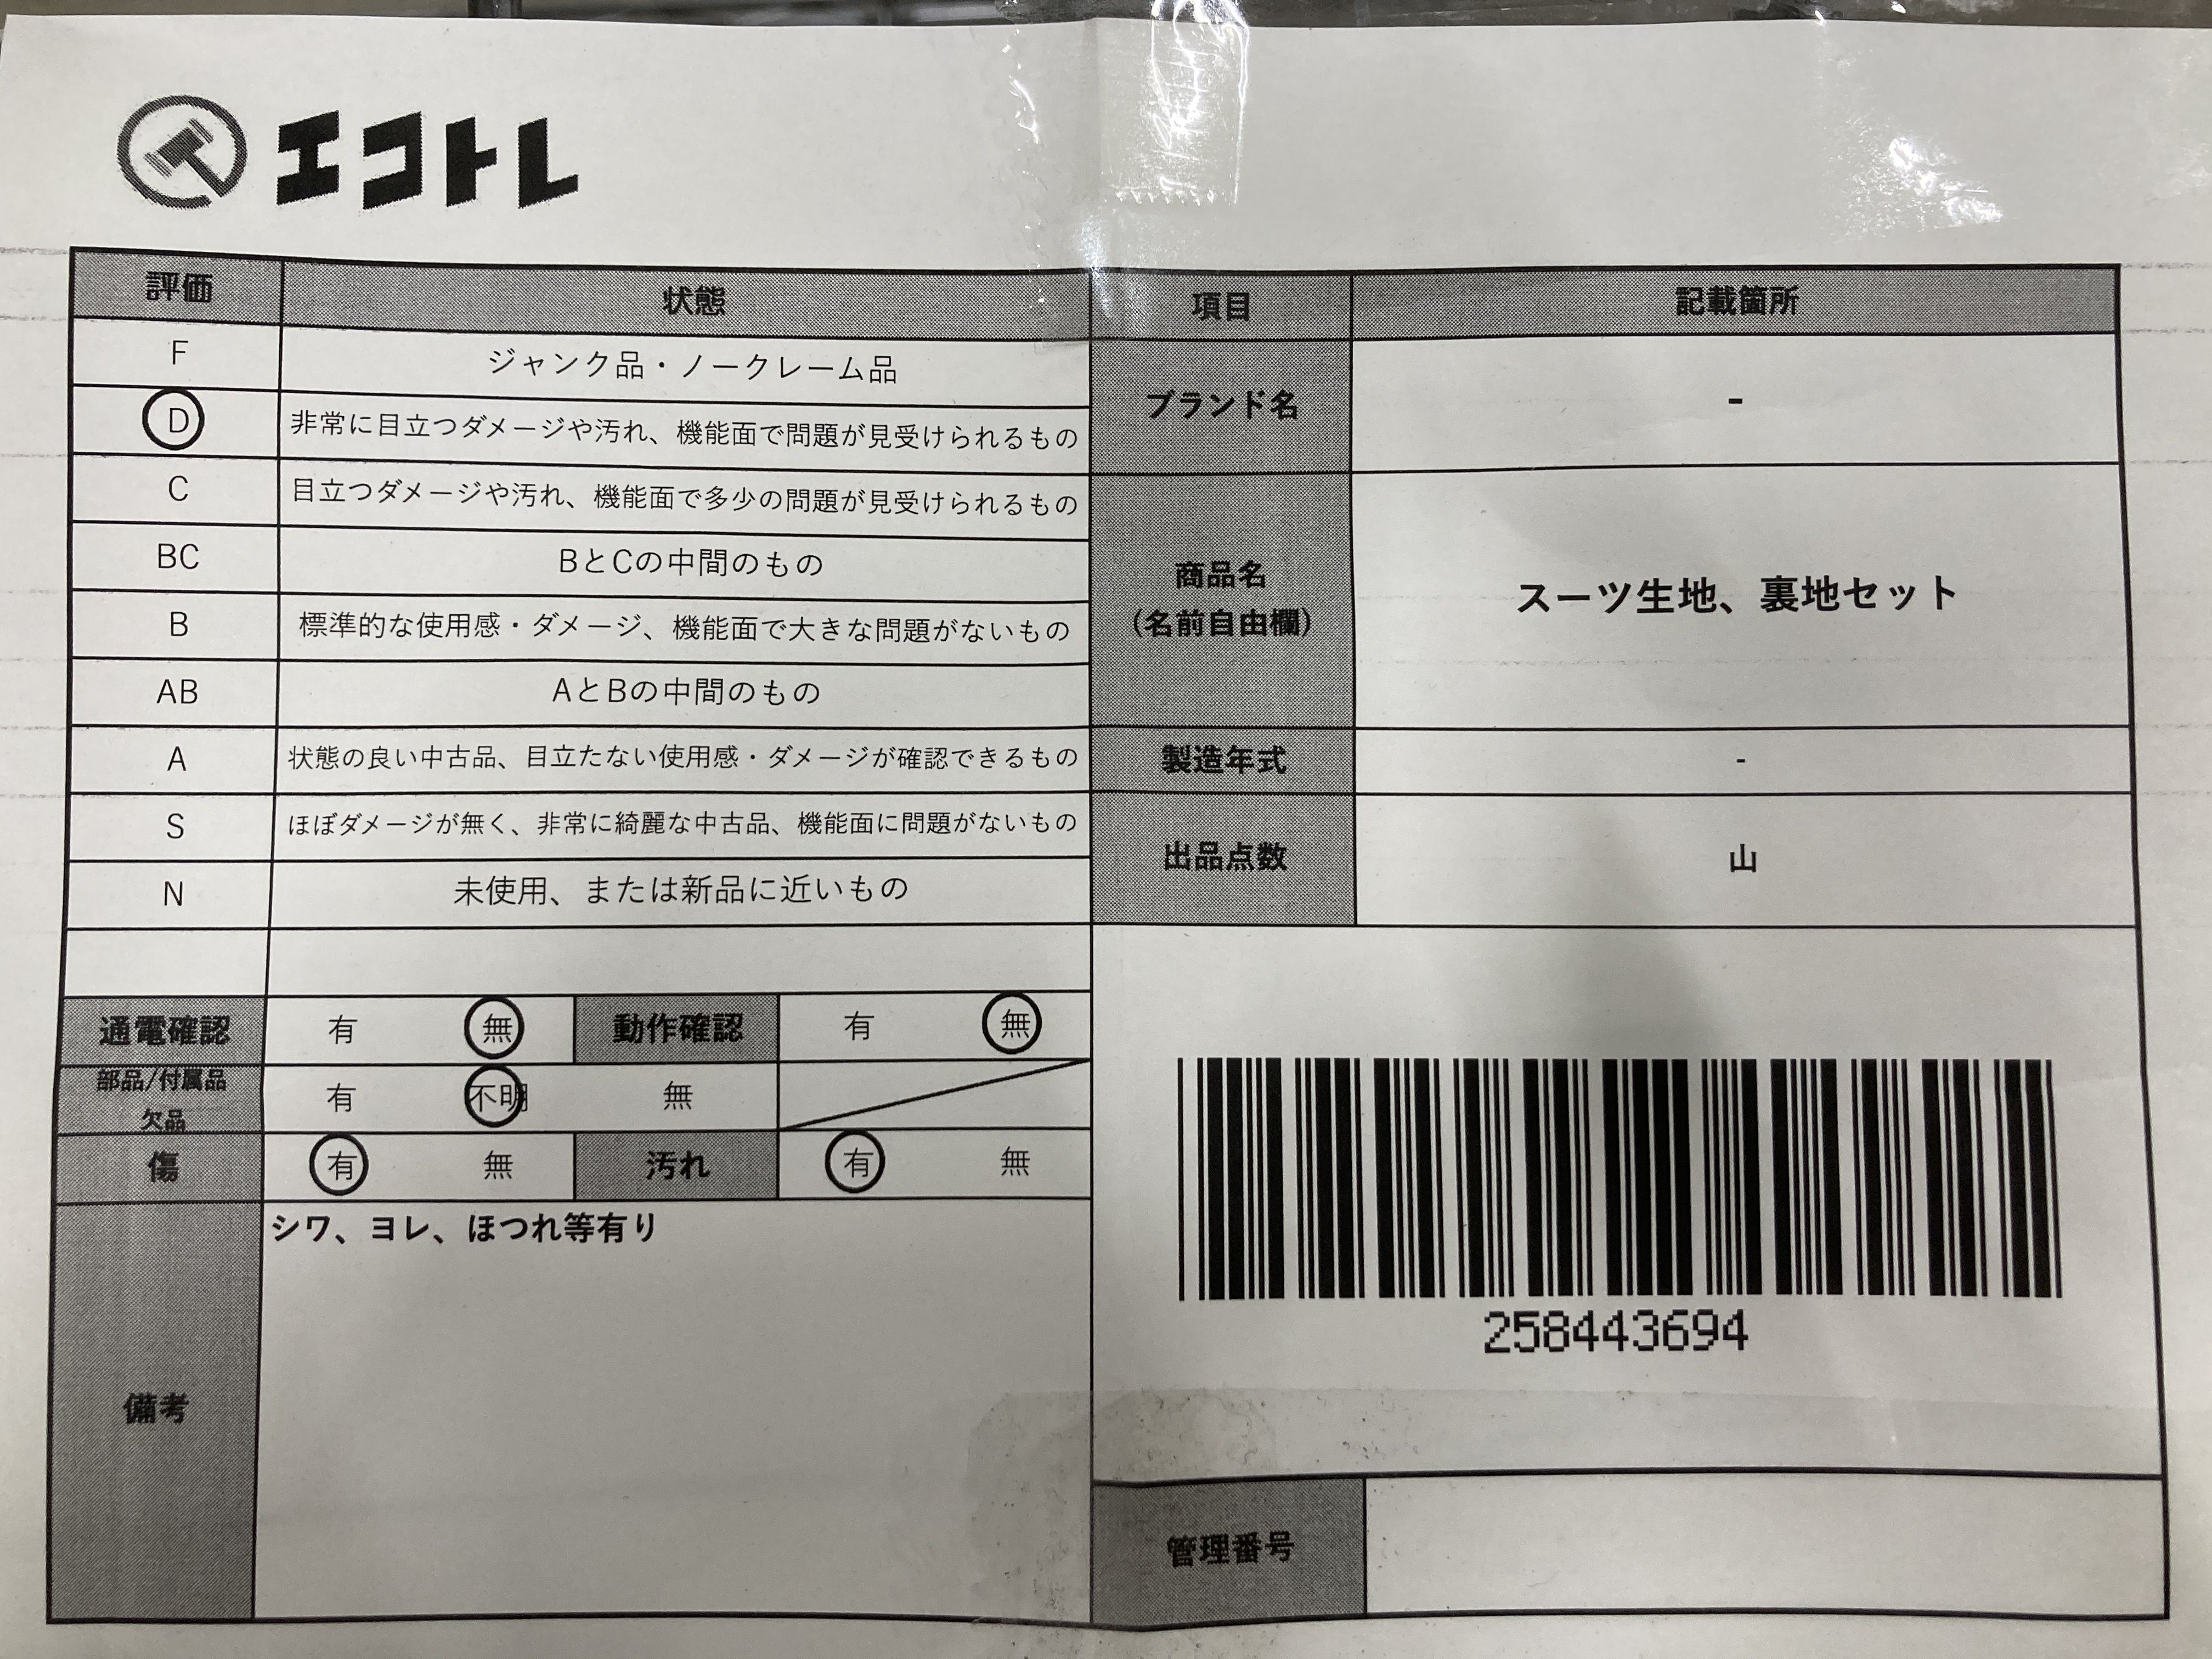 エコトレ
評価 状態
F ジャンク品・ノークレーム品
D 非常に目立つダメージや汚れ、機能面で問題が見受けられるもの
C 目立つダメージや汚れ、機能面で多少の問題が見受けられるもの
BC BとCの中間のもの
B 標準的な使用感・ダメージ、機能面で大きな問題がないもの
AB AとBの中間のもの
A 状態の良い中古品、目立たない使用感・ダメージが確認できるもの
S ほぼダメージが無く、非常に綺麗な中古品、機能面に問題がないもの
N 未使用、または新品に近いもの
通電確認 有 無 動作確認 有 無
部品/付属品
欠品 有 不明 無
傷 有 無 汚れ 有 無
備考 シワ、ヨレ、ほつれ等有り
項目 記載箇所
ブランド名 -
商品名
(名前自由欄) スーツ生地、裏地セット
製造年式 -
出品点数 山
258443694
管理番号